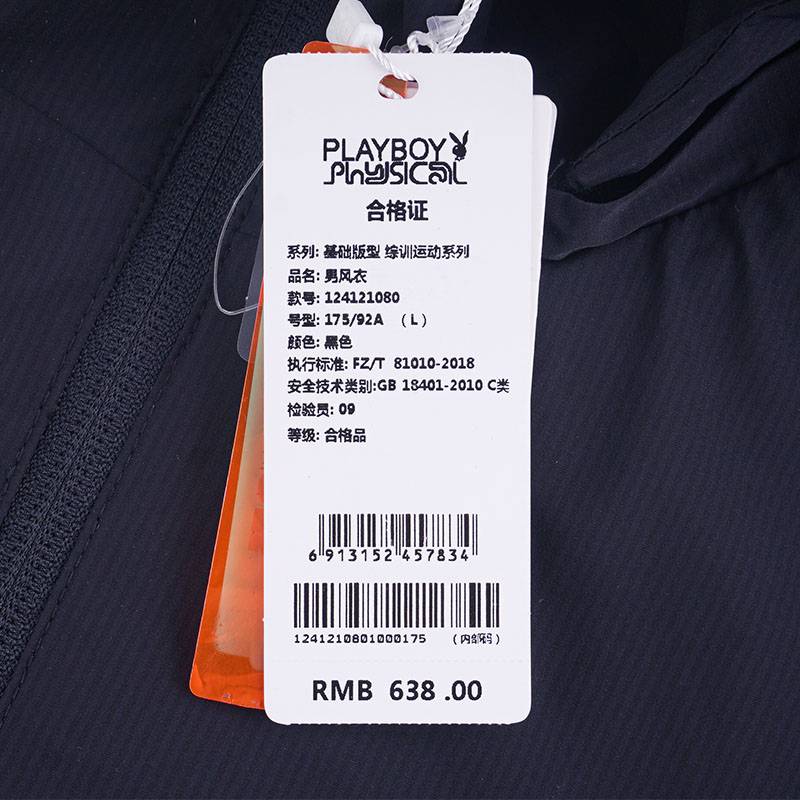 PLAYBOY
PhYSICAL
合格证
系列: 基础版型 综训运动系列
品名: 男风衣
款号: 124121080
号型: 175/92A （L）
颜色: 黑色
执行标准: FZ/T 81010-2018
安全技术类别:GB 18401-2010 C类
检验员: 09
等级: 合格品
6 913152 457834
1241210801000175 （内部码）
RMB 638 .00